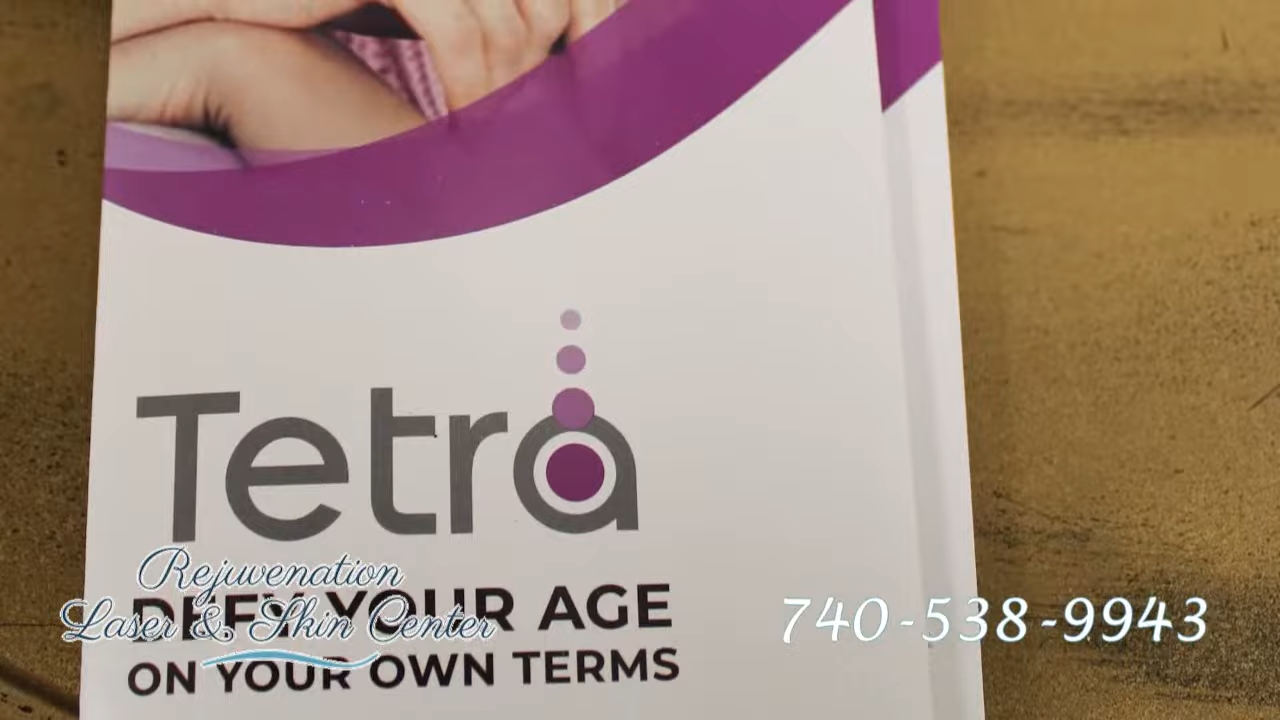 Tetra
DEFY YOUR AGE
ON YOUR OWN TERMS
Rejuvenation
Laser & Skin Center
740-538-9943